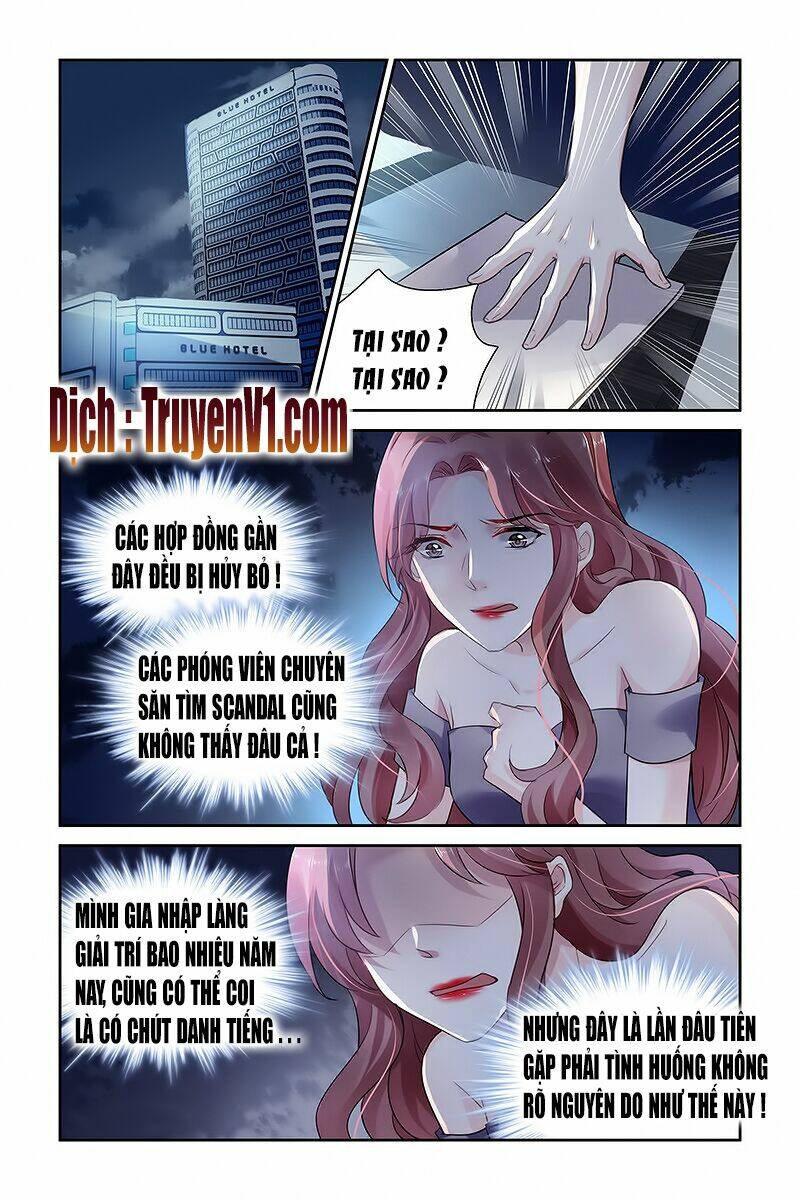 BLUE HOTEL
BLUE HOTEL
TẠI SAO ?
TẠI SAO ?
Dịch : TruyenV1.com
CÁC HỢP ĐỒNG GẦN
ĐÂY ĐỀU BỊ HỦY BỎ !
CÁC PHÓNG VIÊN CHUYÊN
SĂN TÌM SCANDAL CŨNG
KHÔNG THẤY ĐÂU CẢ !
MÌNH GIA NHẬP LÀNG
GIẢI TRÍ BAO NHIÊU NĂM
NAY, CŨNG CÓ THỂ COI
LÀ CÓ CHÚT DANH TIẾNG . . .
NHƯNG ĐÂY LÀ LẦN ĐÂU TIÊN
GẶP PHẢI TÌNH HUỐNG KHÔNG
RÕ NGUYÊN DO NHƯ THẾ NÀY !